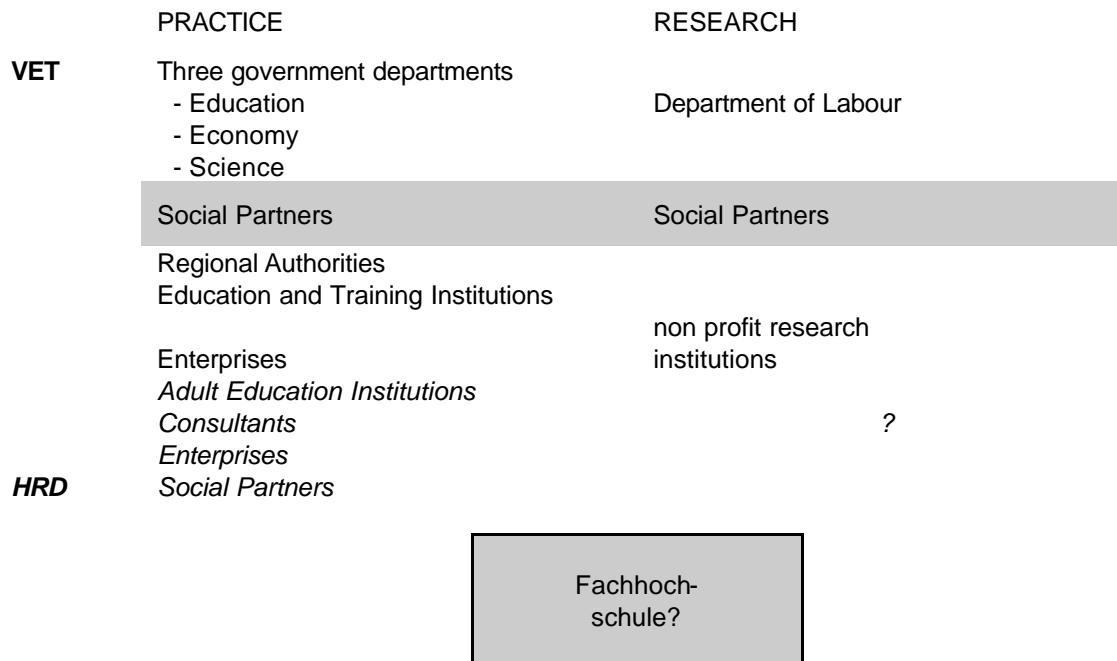 PRACTICE RESEARCH
VET Three government departments
- Education Department of Labour
- Economy
- Science
Social Partners Social Partners
Regional Authorities
Education and Training Institutions
non profit research
Enterprises institutions
Adult Education Institutions
Consultants ?
Enterprises
HRD Social Partners
Fachhoch-
schule?